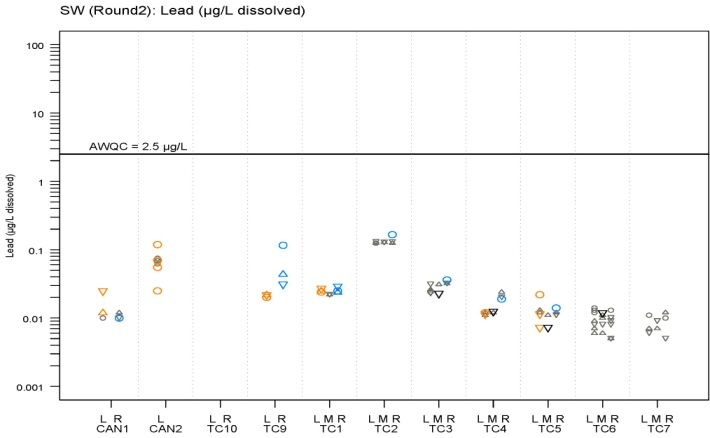 SW (Round2): Lead (µg/L dissolved)
100
10
AWQC = 2.5 µg/L
1
0.1
0.01
0.001
Lead (µg/L dissolved)
L R L L R L R L M R L M R L M R L M R L M R L M R L M R
CAN1 CAN2 TC10 TC9 TC1 TC2 TC3 TC4 TC5 TC6 TC7